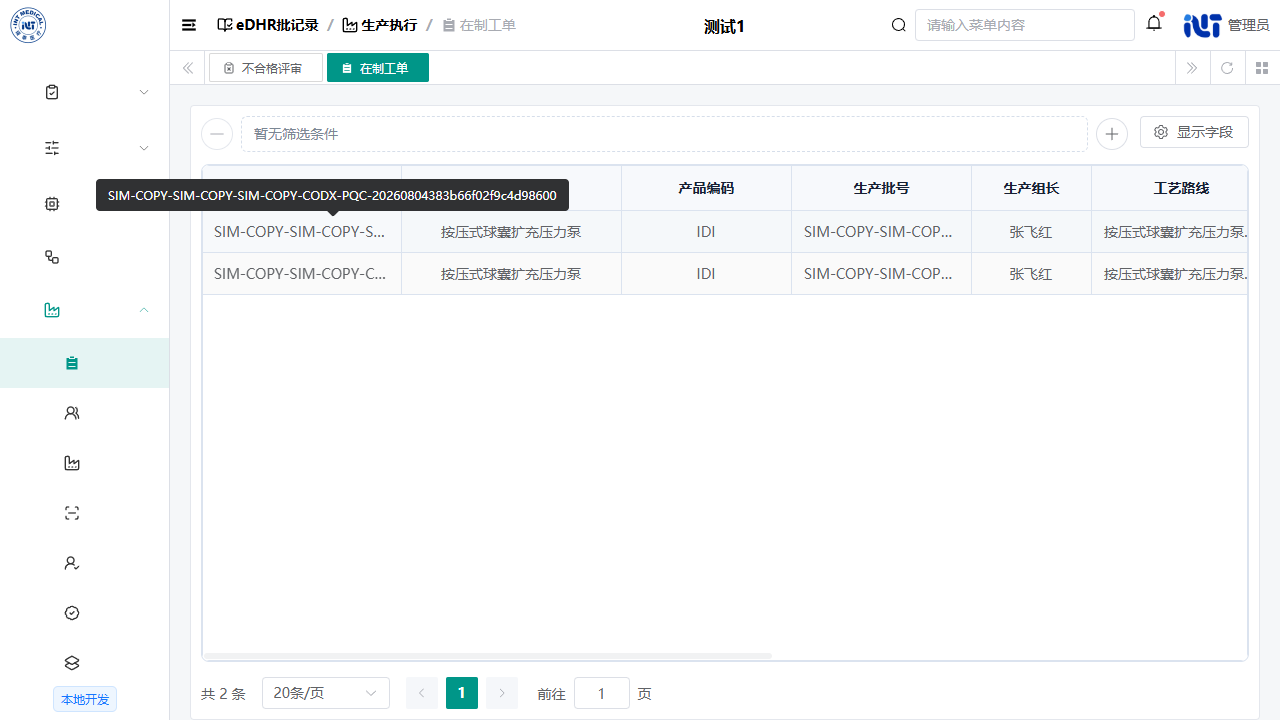 eDHR批记录 / 生产执行 / 在制工单
测试1
请输入菜单内容
管理员
不合格评审
在制工单
暂无筛选条件
显示字段
产品编码
生产批号
生产组长
工艺路线
SIM-COPY-SIM-COPY-SIM-COPY-CODX-PQC-20260804383b66f02f9c4d98600
SIM-COPY-SIM-COPY-S...
按压式球囊扩充压力泵
IDI
SIM-COPY-SIM-COP...
张飞红
按压式球囊扩充压力泵.
SIM-COPY-SIM-COPY-C...
按压式球囊扩充压力泵
IDI
SIM-COPY-SIM-COP...
张飞红
按压式球囊扩充压力泵.
本地开发
共 2 条
20条/页
1
前往
1
页